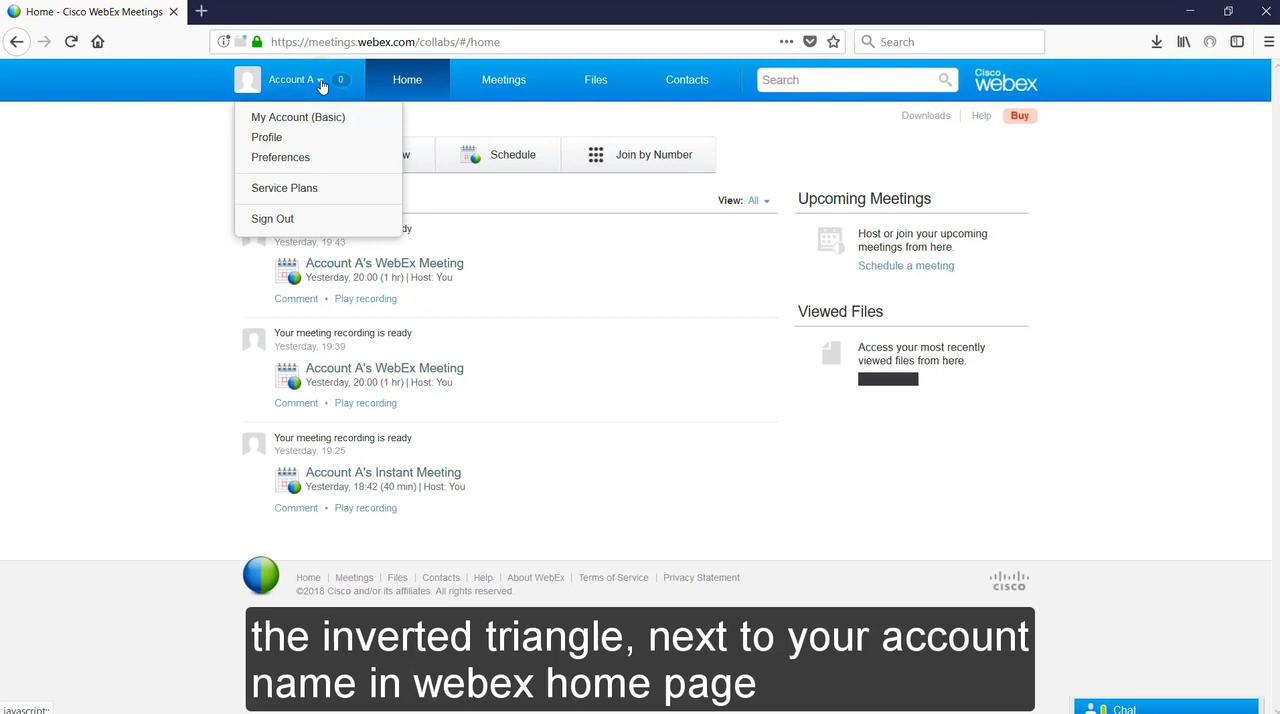 Home - Cisco WebEx Meetings
https://meetings.webex.com/collabs/#/home
Search
Account A
0
Home
Meetings
Files
Contacts
Search
Cisco
webex
My Account (Basic)
Profile
Preferences
Service Plans
Sign Out
Downloads
Help
Buy
w
Schedule
Join by Number
View: All
dy
Yesterday, 19:43
Account A's WebEx Meeting
Yesterday, 20:00 (1 hr) | Host: You
Comment • Play recording
Your meeting recording is ready
Yesterday, 19:39
Account A's WebEx Meeting
Yesterday, 20:00 (1 hr) | Host: You
Comment • Play recording
Your meeting recording is ready
Yesterday, 19:25
Account A's Instant Meeting
Yesterday, 18:42 (40 min) | Host: You
Comment • Play recording
Upcoming Meetings
Host or join your upcoming
meetings from here.
Schedule a meeting
Viewed Files
Access your most recently
viewed files from here.
Home | Meetings | Files | Contacts | Help | About WebEx | Terms of Service | Privacy Statement
©2018 Cisco and/or its affiliates. All rights reserved.
cisco
the inverted triangle, next to your account
name in webex home page
javascript:;
Chat